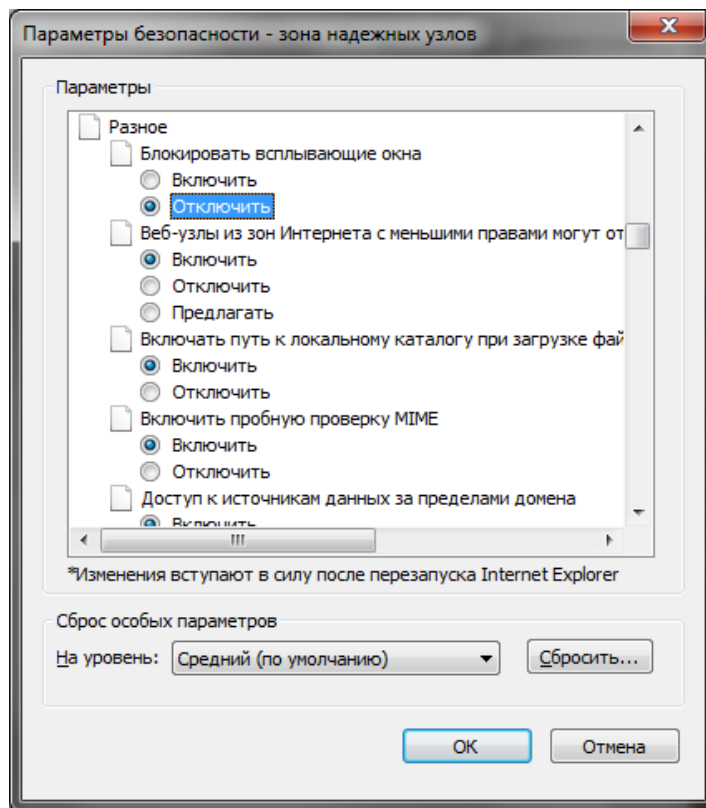 Параметры безопасности - зона надежных узлов
Параметры
Разное
Блокировать всплывающие окна
Включить
Отключить
Веб-узлы из зон Интернета с меньшими правами могут от
Включить
Отключить
Предлагать
Включать путь к локальному каталогу при загрузке фай
Включить
Отключить
Включить пробную проверку MIME
Включить
Отключить
Доступ к источникам данных за пределами домена
Включить
*Изменения вступают в силу после перезапуска Internet Explorer
Сброс особых параметров
На уровень: Средний (по умолчанию) Сбросить...
ОК Отмена